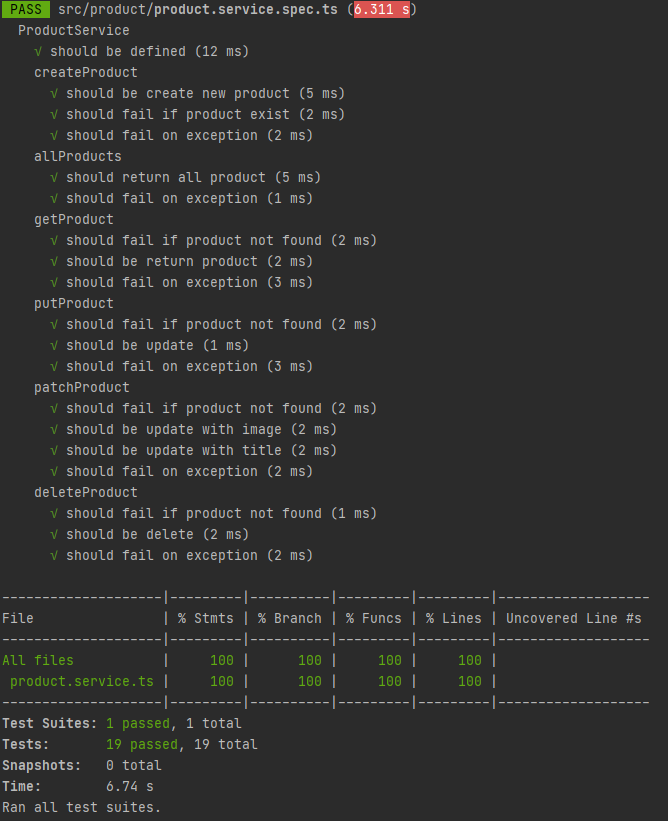 PASS src/product/product.service.spec.ts (6.311 s)
ProductService
√ should be defined (12 ms)
createProduct
√ should be create new product (5 ms)
√ should fail if product exist (2 ms)
√ should fail on exception (2 ms)
allProducts
√ should return all product (5 ms)
√ should fail on exception (1 ms)
getProduct
√ should fail if product not found (2 ms)
√ should be return product (2 ms)
√ should fail on exception (3 ms)
putProduct
√ should fail if product not found (2 ms)
√ should be update (1 ms)
√ should fail on exception (3 ms)
patchProduct
√ should fail if product not found (2 ms)
√ should be update with image (2 ms)
√ should be update with title (2 ms)
√ should fail on exception (2 ms)
deleteProduct
√ should fail if product not found (1 ms)
√ should be delete (2 ms)
√ should fail on exception (2 ms)
--------------------|---------|----------|---------|---------|-------------------
File                | % Stmts | % Branch | % Funcs | % Lines | Uncovered Line #s
--------------------|---------|----------|---------|---------|-------------------
All files           |     100 |      100 |     100 |     100 |
 product.service.ts |     100 |      100 |     100 |     100 |
--------------------|---------|----------|---------|---------|-------------------
Test Suites: 1 passed, 1 total
Tests:       19 passed, 19 total
Snapshots:   0 total
Time:        6.74 s
Ran all test suites.